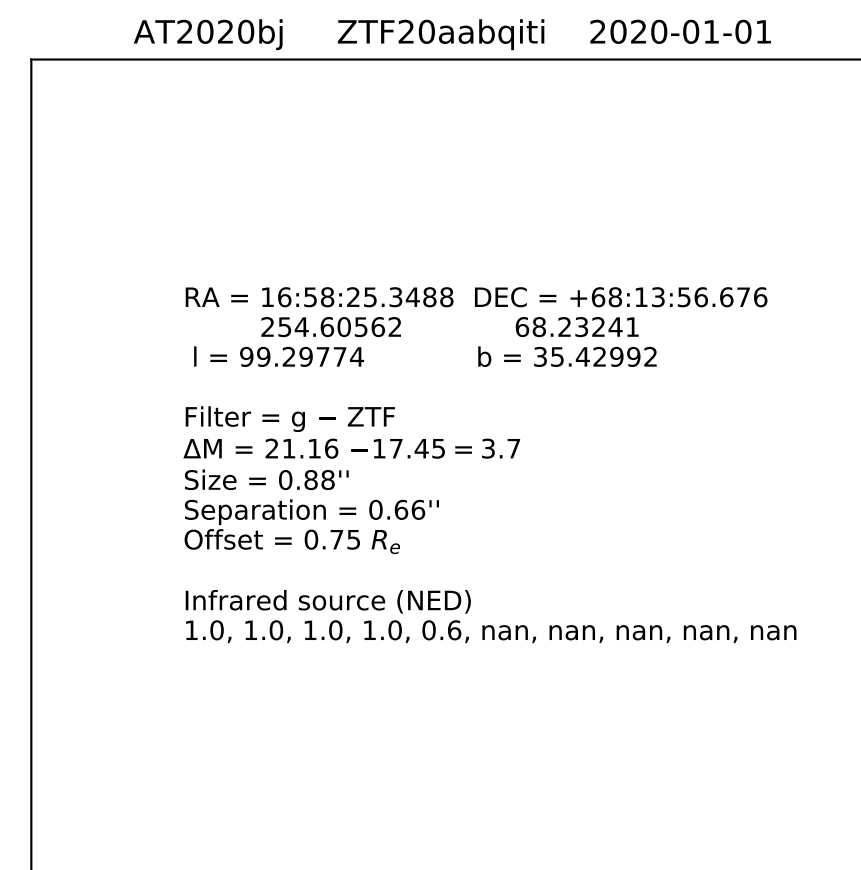 AT2020bj ZTF20aabqiti 2020-01-01
RA = 16:58:25.3488 DEC = +68:13:56.676
254.60562 68.23241
l = 99.29774 b = 35.42992
Filter = g − ZTF
ΔM = 21.16 −17.45 = 3.7
Size = 0.88''
Separation = 0.66''
Offset = 0.75 Re
Infrared source (NED)
1.0, 1.0, 1.0, 1.0, 0.6, nan, nan, nan, nan, nan